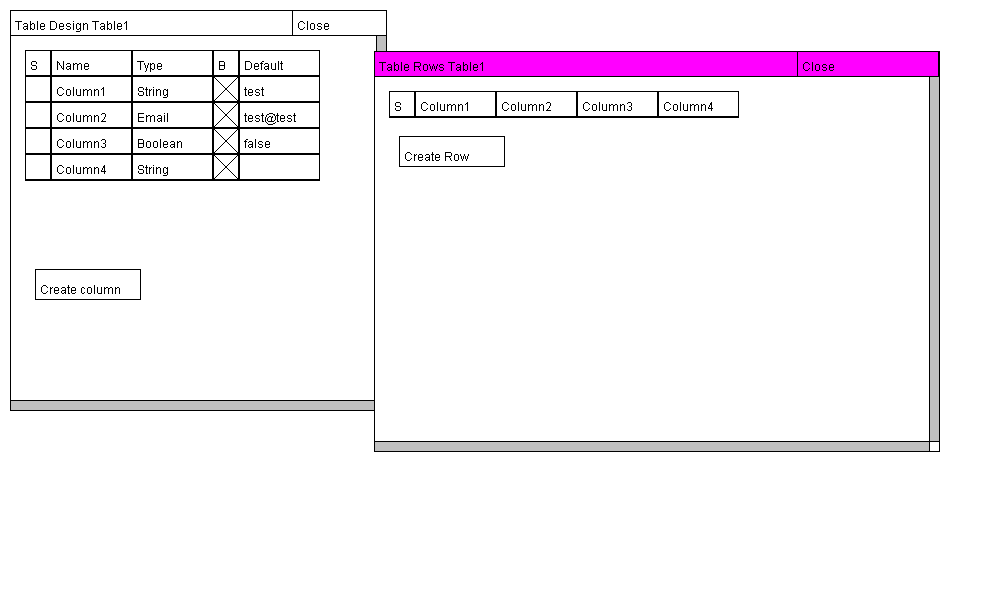 Table Design Table1 Close
S Name Type B Default
Column1 String test
Column2 Email test@test
Column3 Boolean false
Column4 String
Create column
Table Rows Table1 Close
S Column1 Column2 Column3 Column4
Create Row